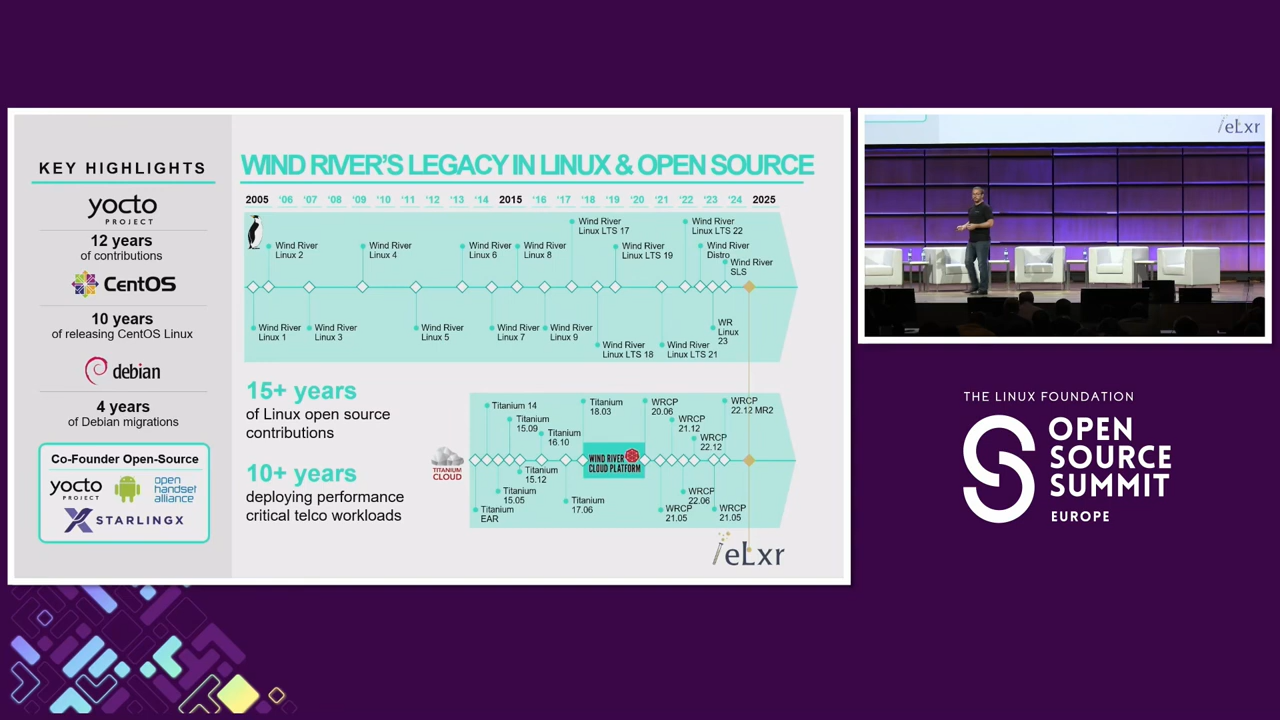 KEY HIGHLIGHTS
yocto
PROJECT
12 years
of contributions
CentOS
10 years
of releasing CentOS Linux
debian
4 years
of Debian migrations
Co-Founder Open-Source
yocto
PROJECT
open
handset
alliance
STARLINGX
WIND RIVER'S LEGACY IN LINUX & OPEN SOURCE
2005 '06 '07 '08 '09 '10 '11 '12 '13 '14 2015 '16 '17 '18 '19 '20 '21 '22 '23 '24 2025
Wind River
Linux 2
Wind River
Linux 4
Wind River
Linux 6
Wind River
Linux 8
Wind River
Linux LTS 17
Wind River
Linux LTS 19
Wind River
Linux LTS 22
Wind River
Distro
Wind River
SLS
Wind River
Linux 1
Wind River
Linux 3
Wind River
Linux 5
Wind River
Linux 7
Wind River
Linux 9
Wind River
Linux LTS 18
Wind River
Linux LTS 21
WR
Linux
23
15+ years
of Linux open source
contributions
10+ years
deploying performance
critical telco workloads
TITANIUM
CLOUD
Titanium 14
Titanium
15.09
Titanium
16.10
Titanium
18.03
WRCP
20.06
WRCP
21.12
WRCP
22.12
WRCP
22.12 MR2
WIND RIVER
CLOUD PLATFORM
Titanium
EAR
Titanium
15.05
Titanium
15.12
Titanium
17.06
WRCP
21.05
WRCP
22.06
WRCP
21.05
eLxr
eLxr
THE LINUX FOUNDATION
OPEN
SOURCE
SUMMIT
EUROPE